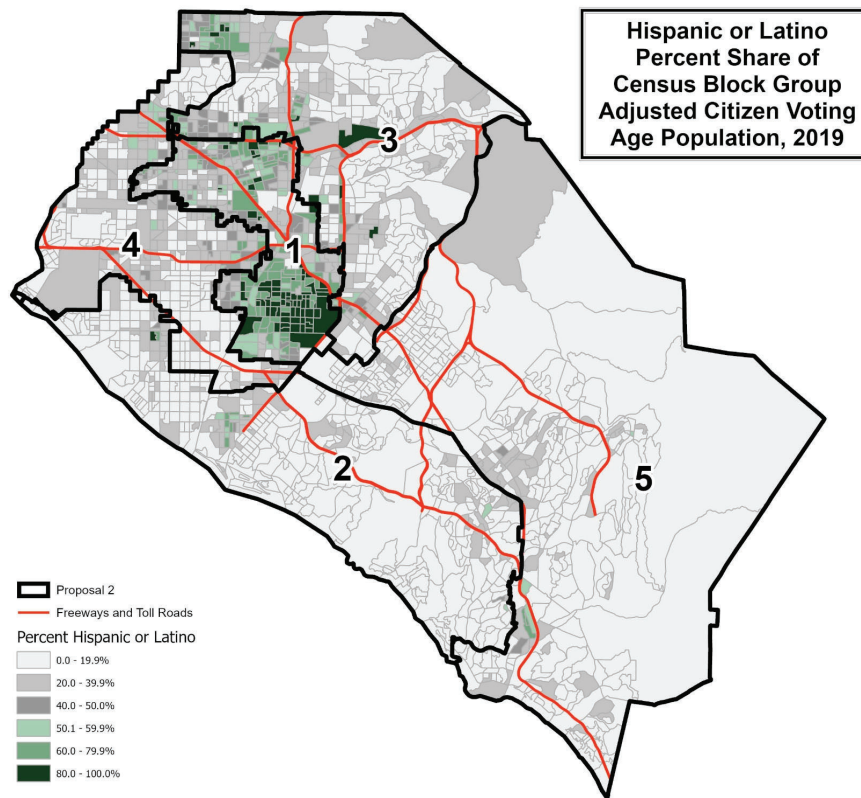 Hispanic or Latino
Percent Share of
Census Block Group
Adjusted Citizen Voting
Age Population, 2019
3
4
1
2
5
Proposal 2
Freeways and Toll Roads
Percent Hispanic or Latino
0.0 - 19.9%
20.0 - 39.9%
40.0 - 50.0%
50.1 - 59.9%
60.0 - 79.9%
80.0 - 100.0%